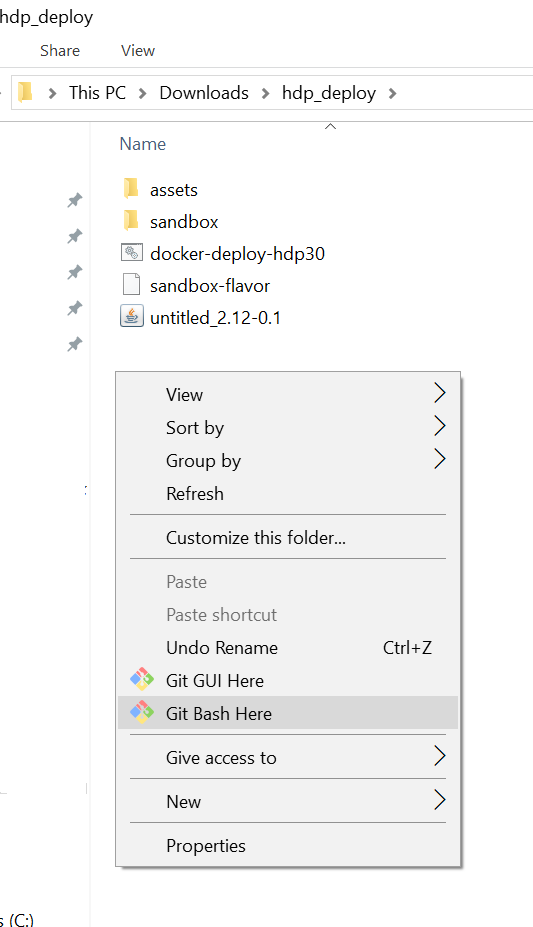 hdp_deploy
Share View
This PC Downloads hdp_deploy
Name
assets
sandbox
docker-deploy-hdp30
sandbox-flavor
untitled_2.12-0.1
View
Sort by
Group by
Refresh
Customize this folder...
Paste
Paste shortcut
Undo Rename Ctrl+Z
Git GUI Here
Git Bash Here
Give access to
New
Properties
s (C:)